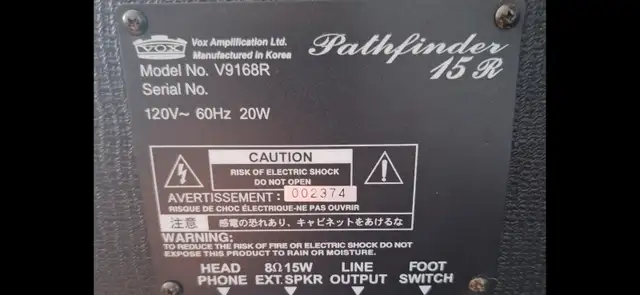 VOX
Vox Amplification Ltd.
Manufactured in Korea
Pathfinder
15 R
Model No. V9168R
Serial No.
120V~ 60Hz 20W
CAUTION
RISK OF ELECTRIC SHOCK
DO NOT OPEN
AVERTISSEMENT : 002374
RISQUE DE CHOC ÉLECTRIQUE-NE PAS OUVRIR
注意 感電の恐れあり、キャビネットをあけるな
WARNING:
TO REDUCE THE RISK OF FIRE OR ELECTRIC SHOCK DO NOT
EXPOSE THIS PRODUCT TO RAIN OR MOISTURE.
HEAD PHONE
8Ω 15W EXT.SPKR
LINE OUTPUT
FOOT SWITCH